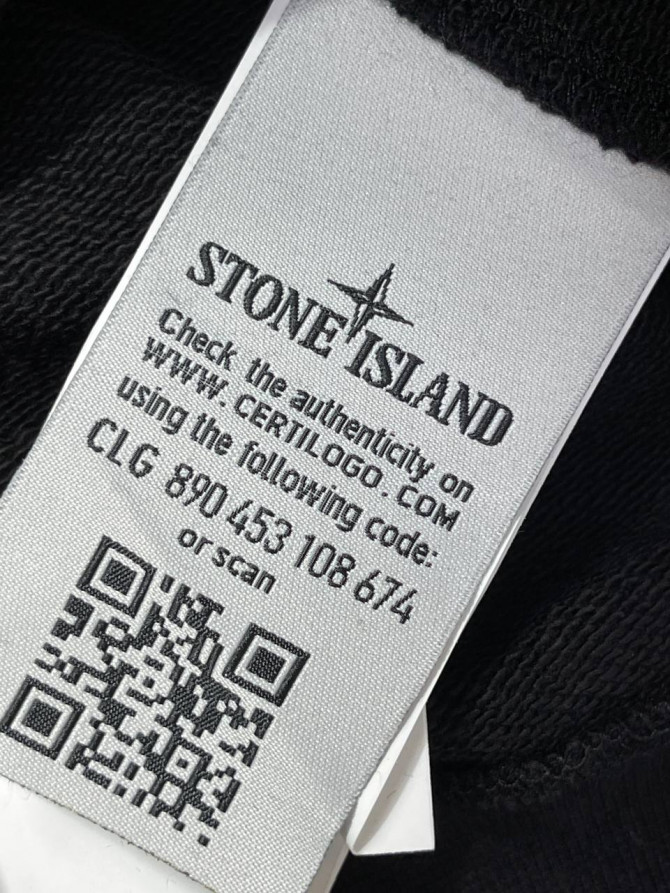 STONE ISLAND
Check the authenticity on
WWW.CERTILOGO.COM
using the following code:
CLG 890 453 108 674
or scan